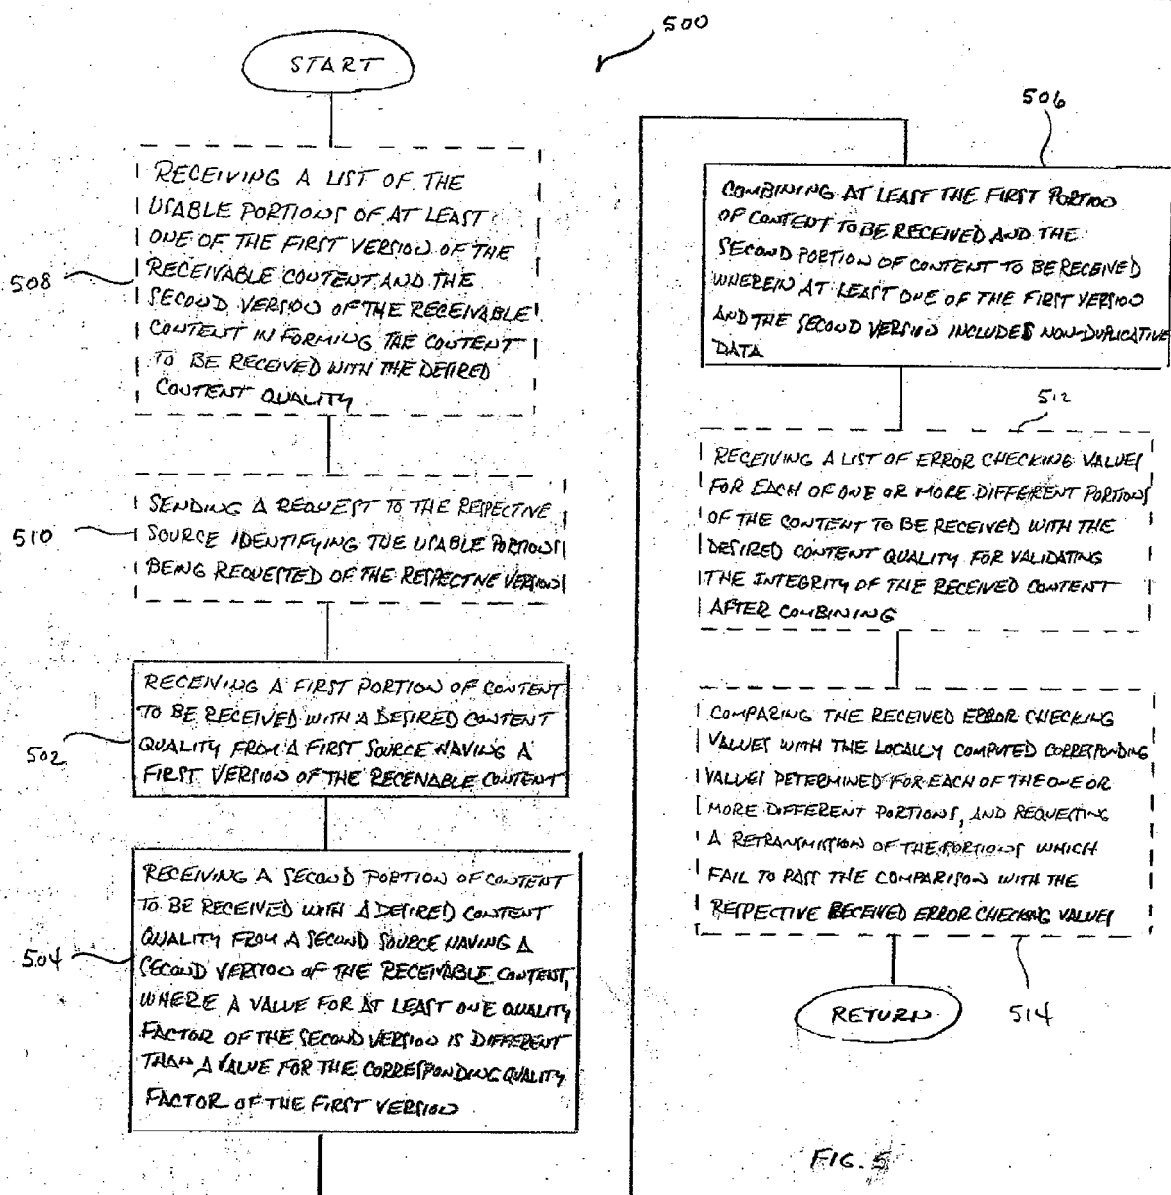 500
START
508
RECEIVING A LIST OF THE
USABLE PORTIONS OF AT LEAST
ONE OF THE FIRST VERSION OF THE
RECEIVABLE CONTENT AND THE
SECOND VERSION OF THE RECEIVABLE
CONTENT IN FORMING THE CONTENT
TO BE RECEIVED WITH THE DESIRED
CONTENT QUALITY
510
SENDING A REQUEST TO THE RESPECTIVE
SOURCE IDENTIFYING THE USABLE PORTIONS
BEING REQUESTED OF THE RESPECTIVE VERSION
502
RECEIVING A FIRST PORTION OF CONTENT
TO BE RECEIVED WITH A DESIRED CONTENT
QUALITY FROM A FIRST SOURCE HAVING A
FIRST VERSION OF THE RECEIVABLE CONTENT
504
RECEIVING A SECOND PORTION OF CONTENT
TO BE RECEIVED WITH A DESIRED CONTENT
QUALITY FROM A SECOND SOURCE HAVING A
SECOND VERSION OF THE RECEIVABLE CONTENT,
WHERE A VALUE FOR AT LEAST ONE QUALITY
FACTOR OF THE SECOND VERSION IS DIFFERENT
THAN A VALUE FOR THE CORRESPONDING QUALITY
FACTOR OF THE FIRST VERSION
506
COMBINING AT LEAST THE FIRST PORTION
OF CONTENT TO BE RECEIVED AND THE
SECOND PORTION OF CONTENT TO BE RECEIVED
WHEREIN AT LEAST ONE OF THE FIRST VERSION
AND THE SECOND VERSION INCLUDES NON-DUPLICATIVE
DATA
512
RECEIVING A LIST OF ERROR CHECKING VALUES
FOR EACH OF ONE OR MORE DIFFERENT PORTIONS
OF THE CONTENT TO BE RECEIVED WITH THE
DESIRED CONTENT QUALITY FOR VALIDATING
THE INTEGRITY OF THE RECEIVED CONTENT
AFTER COMBINING
COMPARING THE RECEIVED ERROR CHECKING
VALUES WITH THE LOCALLY COMPUTED CORRESPONDING
VALUES DETERMINED FOR EACH OF THE ONE OR
MORE DIFFERENT PORTIONS, AND REQUESTING
A RETRANSMISSION OF THE PORTIONS WHICH
FAIL TO PASS THE COMPARISON WITH THE
RESPECTIVE RECEIVED ERROR CHECKING VALUES
514
RETURN
FIG. 5